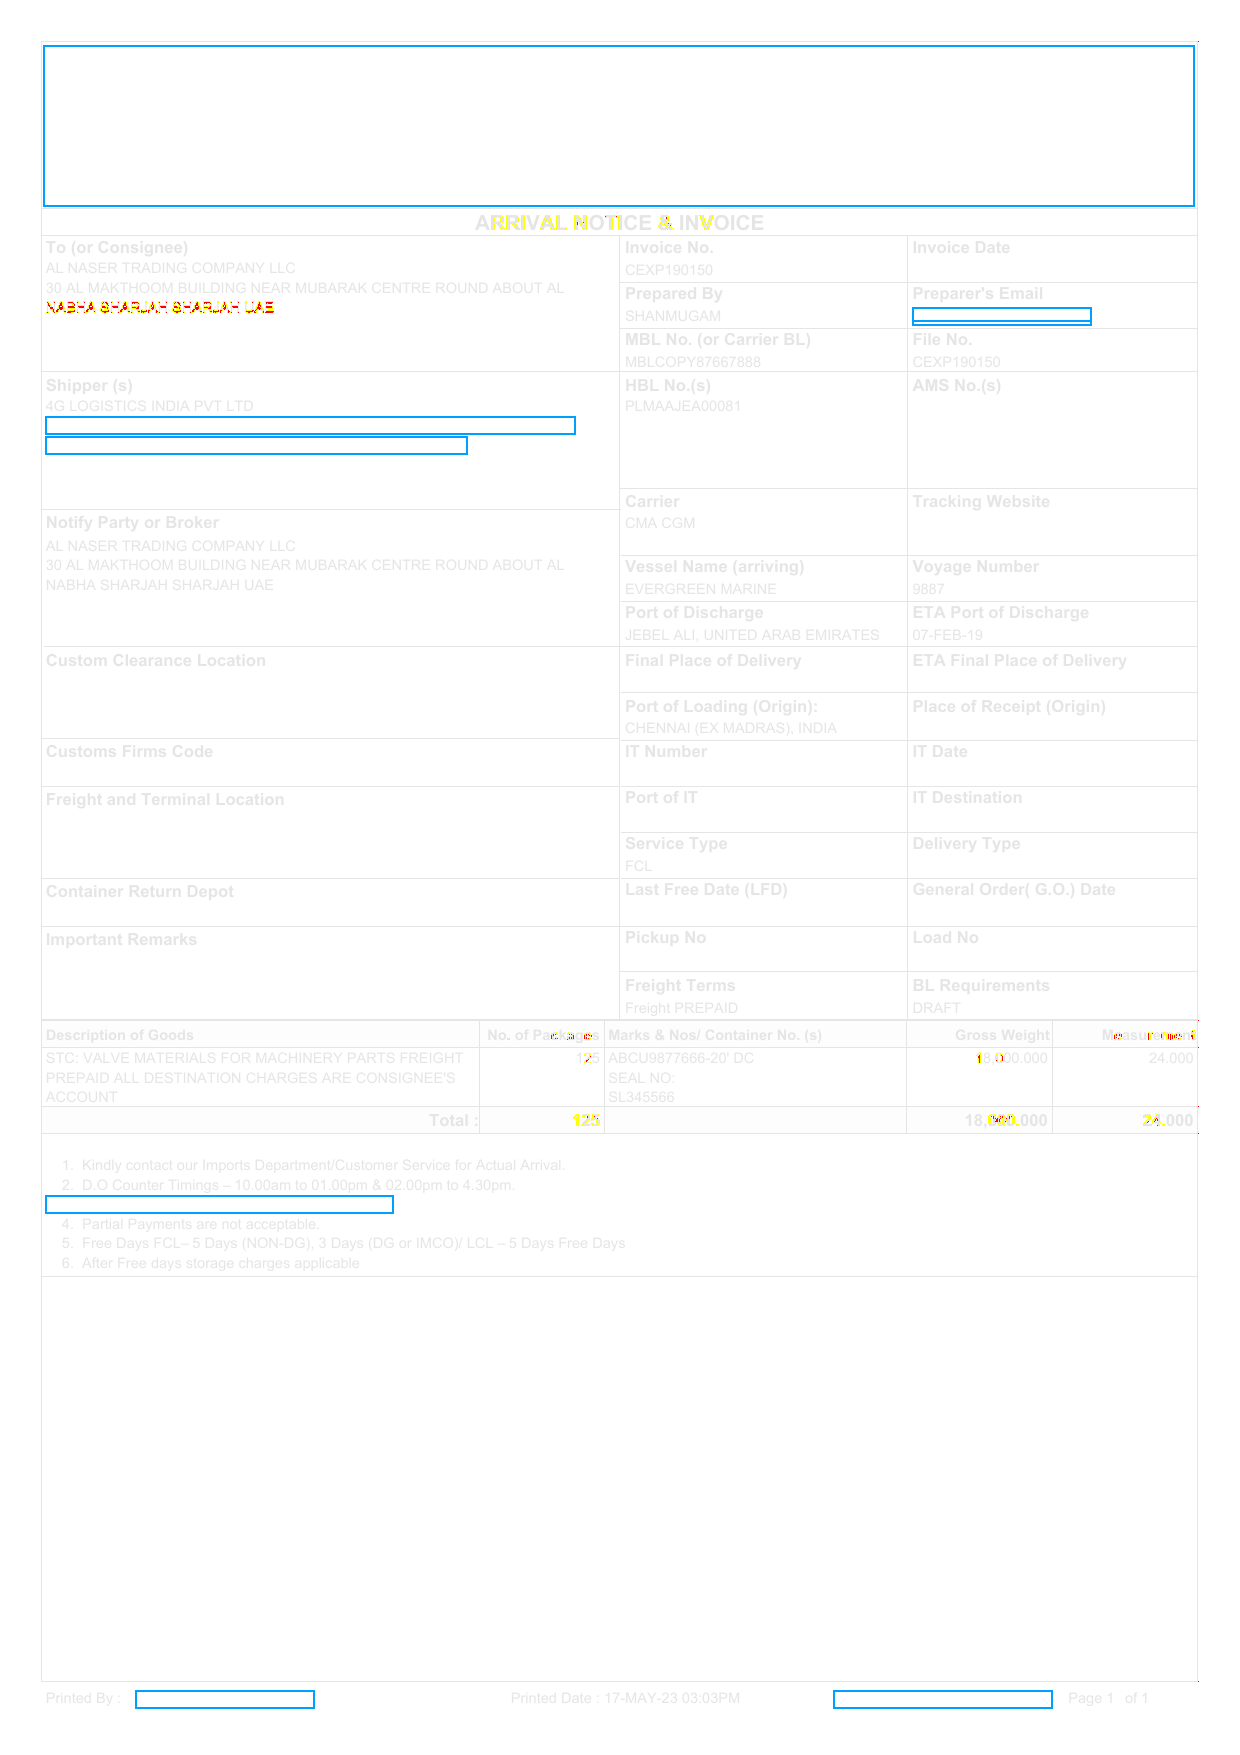 ARRIVAL NOTICE & INVOICE
To (or Consignee)
AL NASER TRADING COMPANY LLC
30 AL MAKTHOOM BUILDING NEAR MUBARAK CENTRE ROUND ABOUT AL
NABHA SHARJAH SHARJAH UAE
Invoice No.
CEXP190150
Invoice Date
Prepared By
SHANMUGAM
Preparer's Email
MBL No. (or Carrier BL)
MBLCOPY87667888
File No.
CEXP190150
Shipper (s)
4G LOGISTICS INDIA PVT LTD
HBL No.(s)
PLMAAJEA00081
AMS No.(s)
Carrier
CMA CGM
Tracking Website
Notify Party or Broker
AL NASER TRADING COMPANY LLC
30 AL MAKTHOOM BUILDING NEAR MUBARAK CENTRE ROUND ABOUT AL
NABHA SHARJAH SHARJAH UAE
Vessel Name (arriving)
EVERGREEN MARINE
Voyage Number
9887
Port of Discharge
JEBEL ALI, UNITED ARAB EMIRATES
ETA Port of Discharge
07-FEB-19
Custom Clearance Location
Final Place of Delivery
ETA Final Place of Delivery
Port of Loading (Origin):
CHENNAI (EX MADRAS), INDIA
Place of Receipt (Origin)
Customs Firms Code
IT Number
IT Date
Freight and Terminal Location
Port of IT
IT Destination
Service Type
FCL
Delivery Type
Container Return Depot
Last Free Date (LFD)
General Order( G.O.) Date
Important Remarks
Pickup No
Load No
Freight Terms
Freight PREPAID
BL Requirements
DRAFT
Description of Goods No. of Packages Marks & Nos/ Container No. (s) Gross Weight Measurement
STC: VALVE MATERIALS FOR MACHINERY PARTS FREIGHT 125 ABCU9877666-20' DC 18,000.000 24.000
PREPAID ALL DESTINATION CHARGES ARE CONSIGNEE'S SEAL NO:
ACCOUNT SL345566
Total : 125 18,000.000 24.000
1. Kindly contact our Imports Department/Customer Service for Actual Arrival.
2. D.O Counter Timings – 10.00am to 01.00pm & 02.00pm to 4.30pm.
4. Partial Payments are not acceptable.
5. Free Days FCL– 5 Days (NON-DG), 3 Days (DG or IMCO)/ LCL – 5 Days Free Days
6. After Free days storage charges applicable
Printed By : Printed Date : 17-MAY-23 03:03PM Page 1 of 1